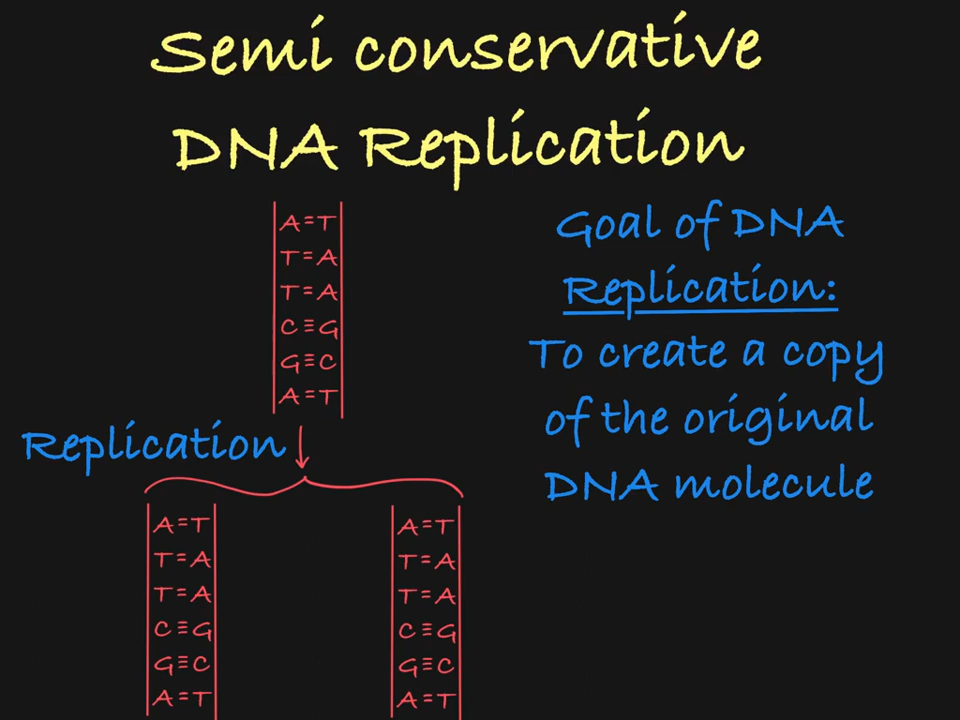 Semi conservative
DNA Replication
A=T
T=A
T=A
C≡G
G≡C
A=T
Goal of DNA
Replication:
To create a copy
of the original
DNA molecule
Replication
A=T
T=A
T=A
C≡G
G≡C
A=T
A=T
T=A
T=A
C≡G
G≡C
A=T